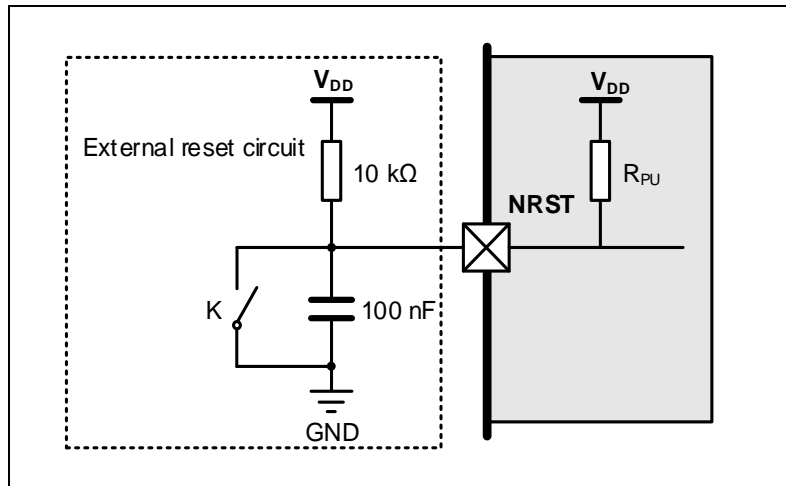 V_DD
V_DD
External reset circuit
10 kΩ
R_PU
NRST
K
100 nF
GND